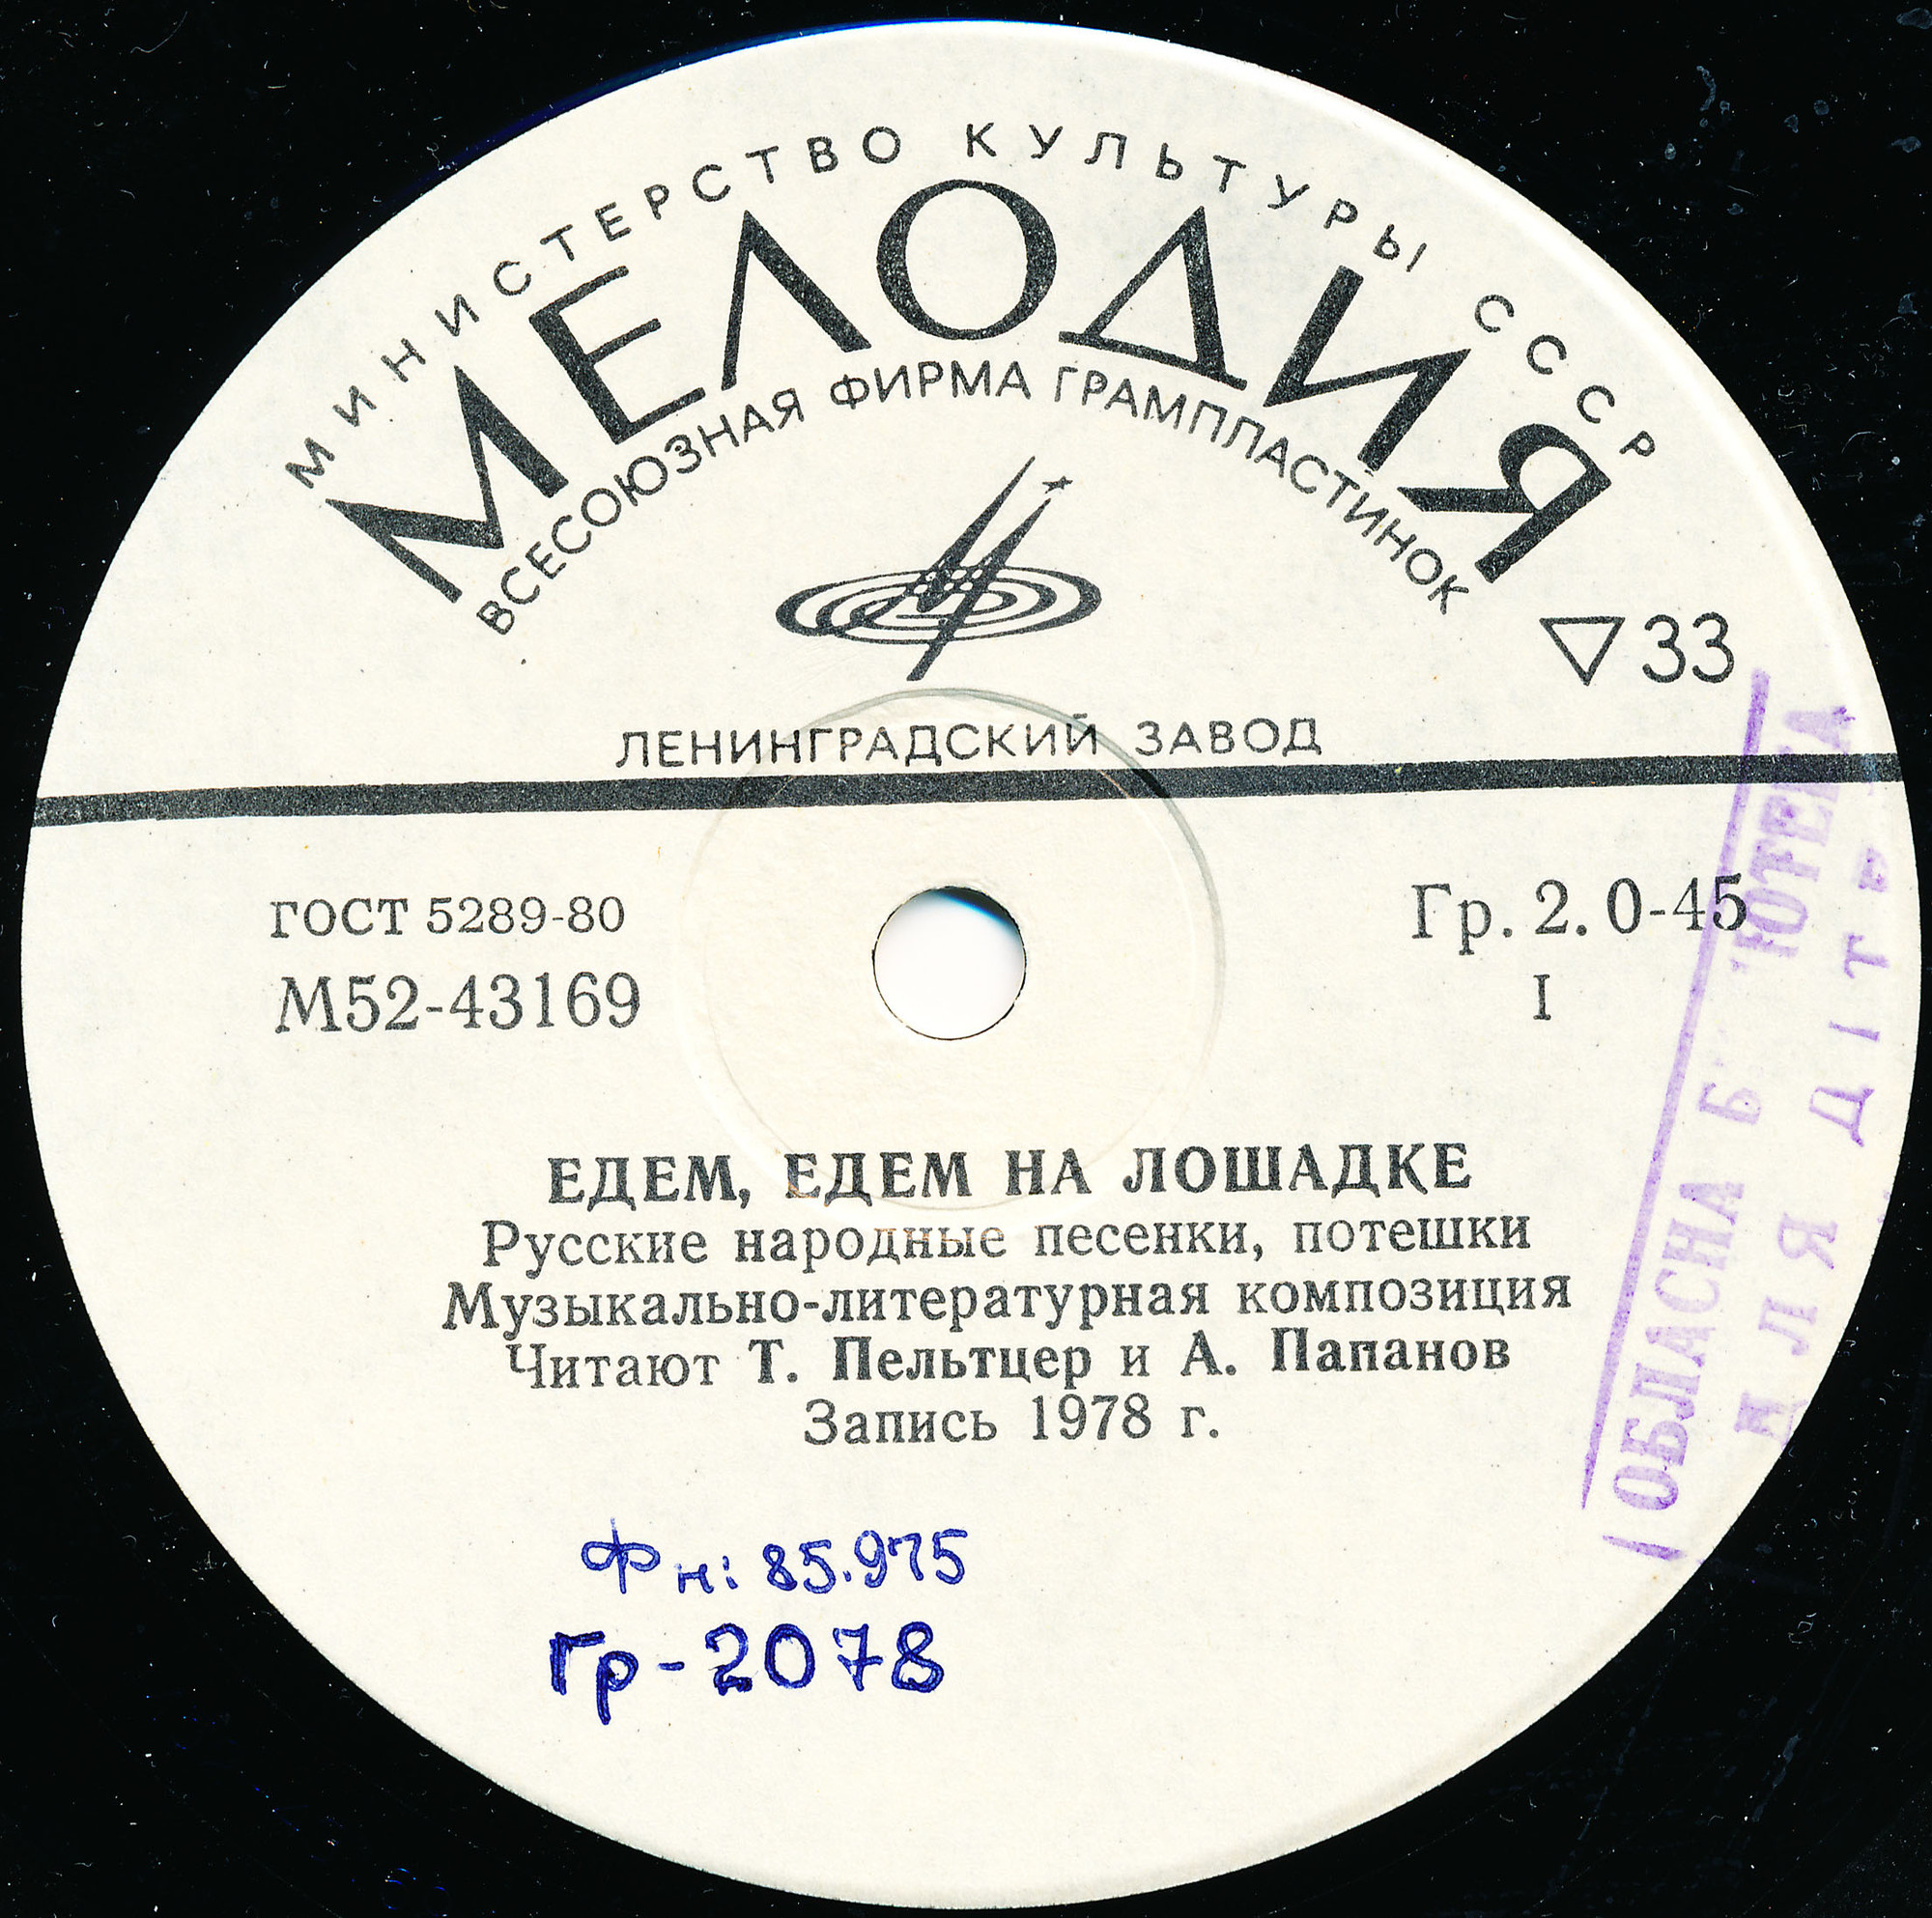 МИНИСТЕРСТВО КУЛЬТУРЫ СССР
МЕЛОДИЯ
ВСЕСОЮЗНАЯ ФИРМА ГРАМПЛАСТИНОК
▽33
ЛЕНИНГРАДСКИЙ ЗАВОД
ГОСТ 5289-80
Гр. 2. 0-45
М52-43169
I
ЕДЕМ, ЕДЕМ НА ЛОШАДКЕ
Русские народные песенки, потешки
Музыкально-литературная композиция
Читают Т. Пельтцер и А. Папанов
Запись 1978 г.
Фн: 85.975
Гр-2078
ОБЛАСНА
ДЛЯ